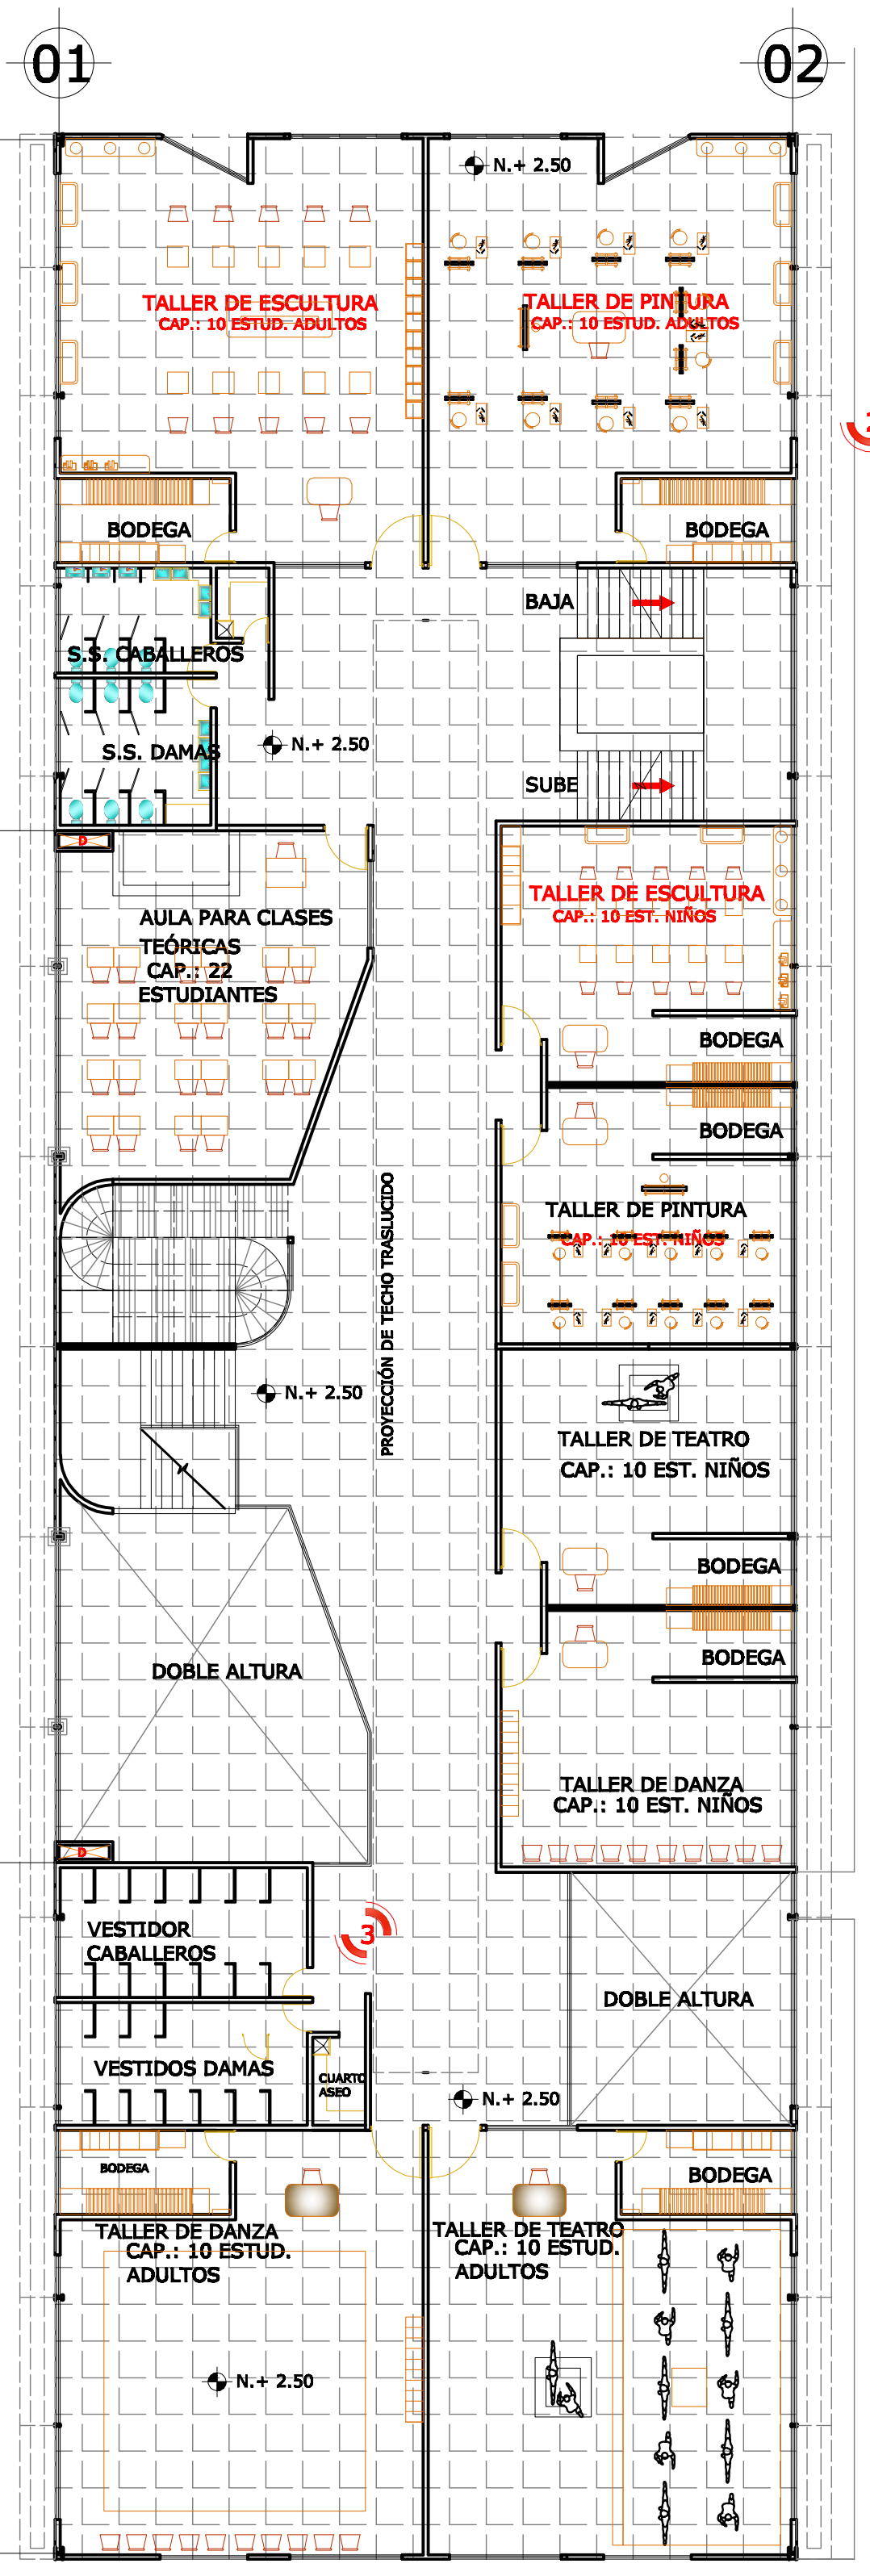 01
02
N.+ 2.50
TALLER DE ESCULTURA
CAP.: 10 ESTUD. ADULTOS
TALLER DE PINTURA
CAP.: 10 ESTUD. ADULTOS
BODEGA
BODEGA
BAJA
S.S. CABALLEROS
N.+ 2.50
S.S. DAMAS
SUBE
D
TALLER DE ESCULTURA
CAP.: 10 EST. NIÑOS
AULA PARA CLASES
TEÓRICAS
CAP.: 22
ESTUDIANTES
BODEGA
BODEGA
TALLER DE PINTURA
CAP.: 10 EST. NIÑOS
PROYECCIÓN DE TECHO TRASLUCIDO
N.+ 2.50
TALLER DE TEATRO
CAP.: 10 EST. NIÑOS
BODEGA
BODEGA
DOBLE ALTURA
TALLER DE DANZA
CAP.: 10 EST. NIÑOS
D
VESTIDOR
CABALLEROS
3
DOBLE ALTURA
VESTIDOS DAMAS
CUARTO
ASEO
N.+ 2.50
BODEGA
BODEGA
TALLER DE DANZA
CAP.: 10 ESTUD.
ADULTOS
TALLER DE TEATRO
CAP.: 10 ESTUD.
ADULTOS
N.+ 2.50